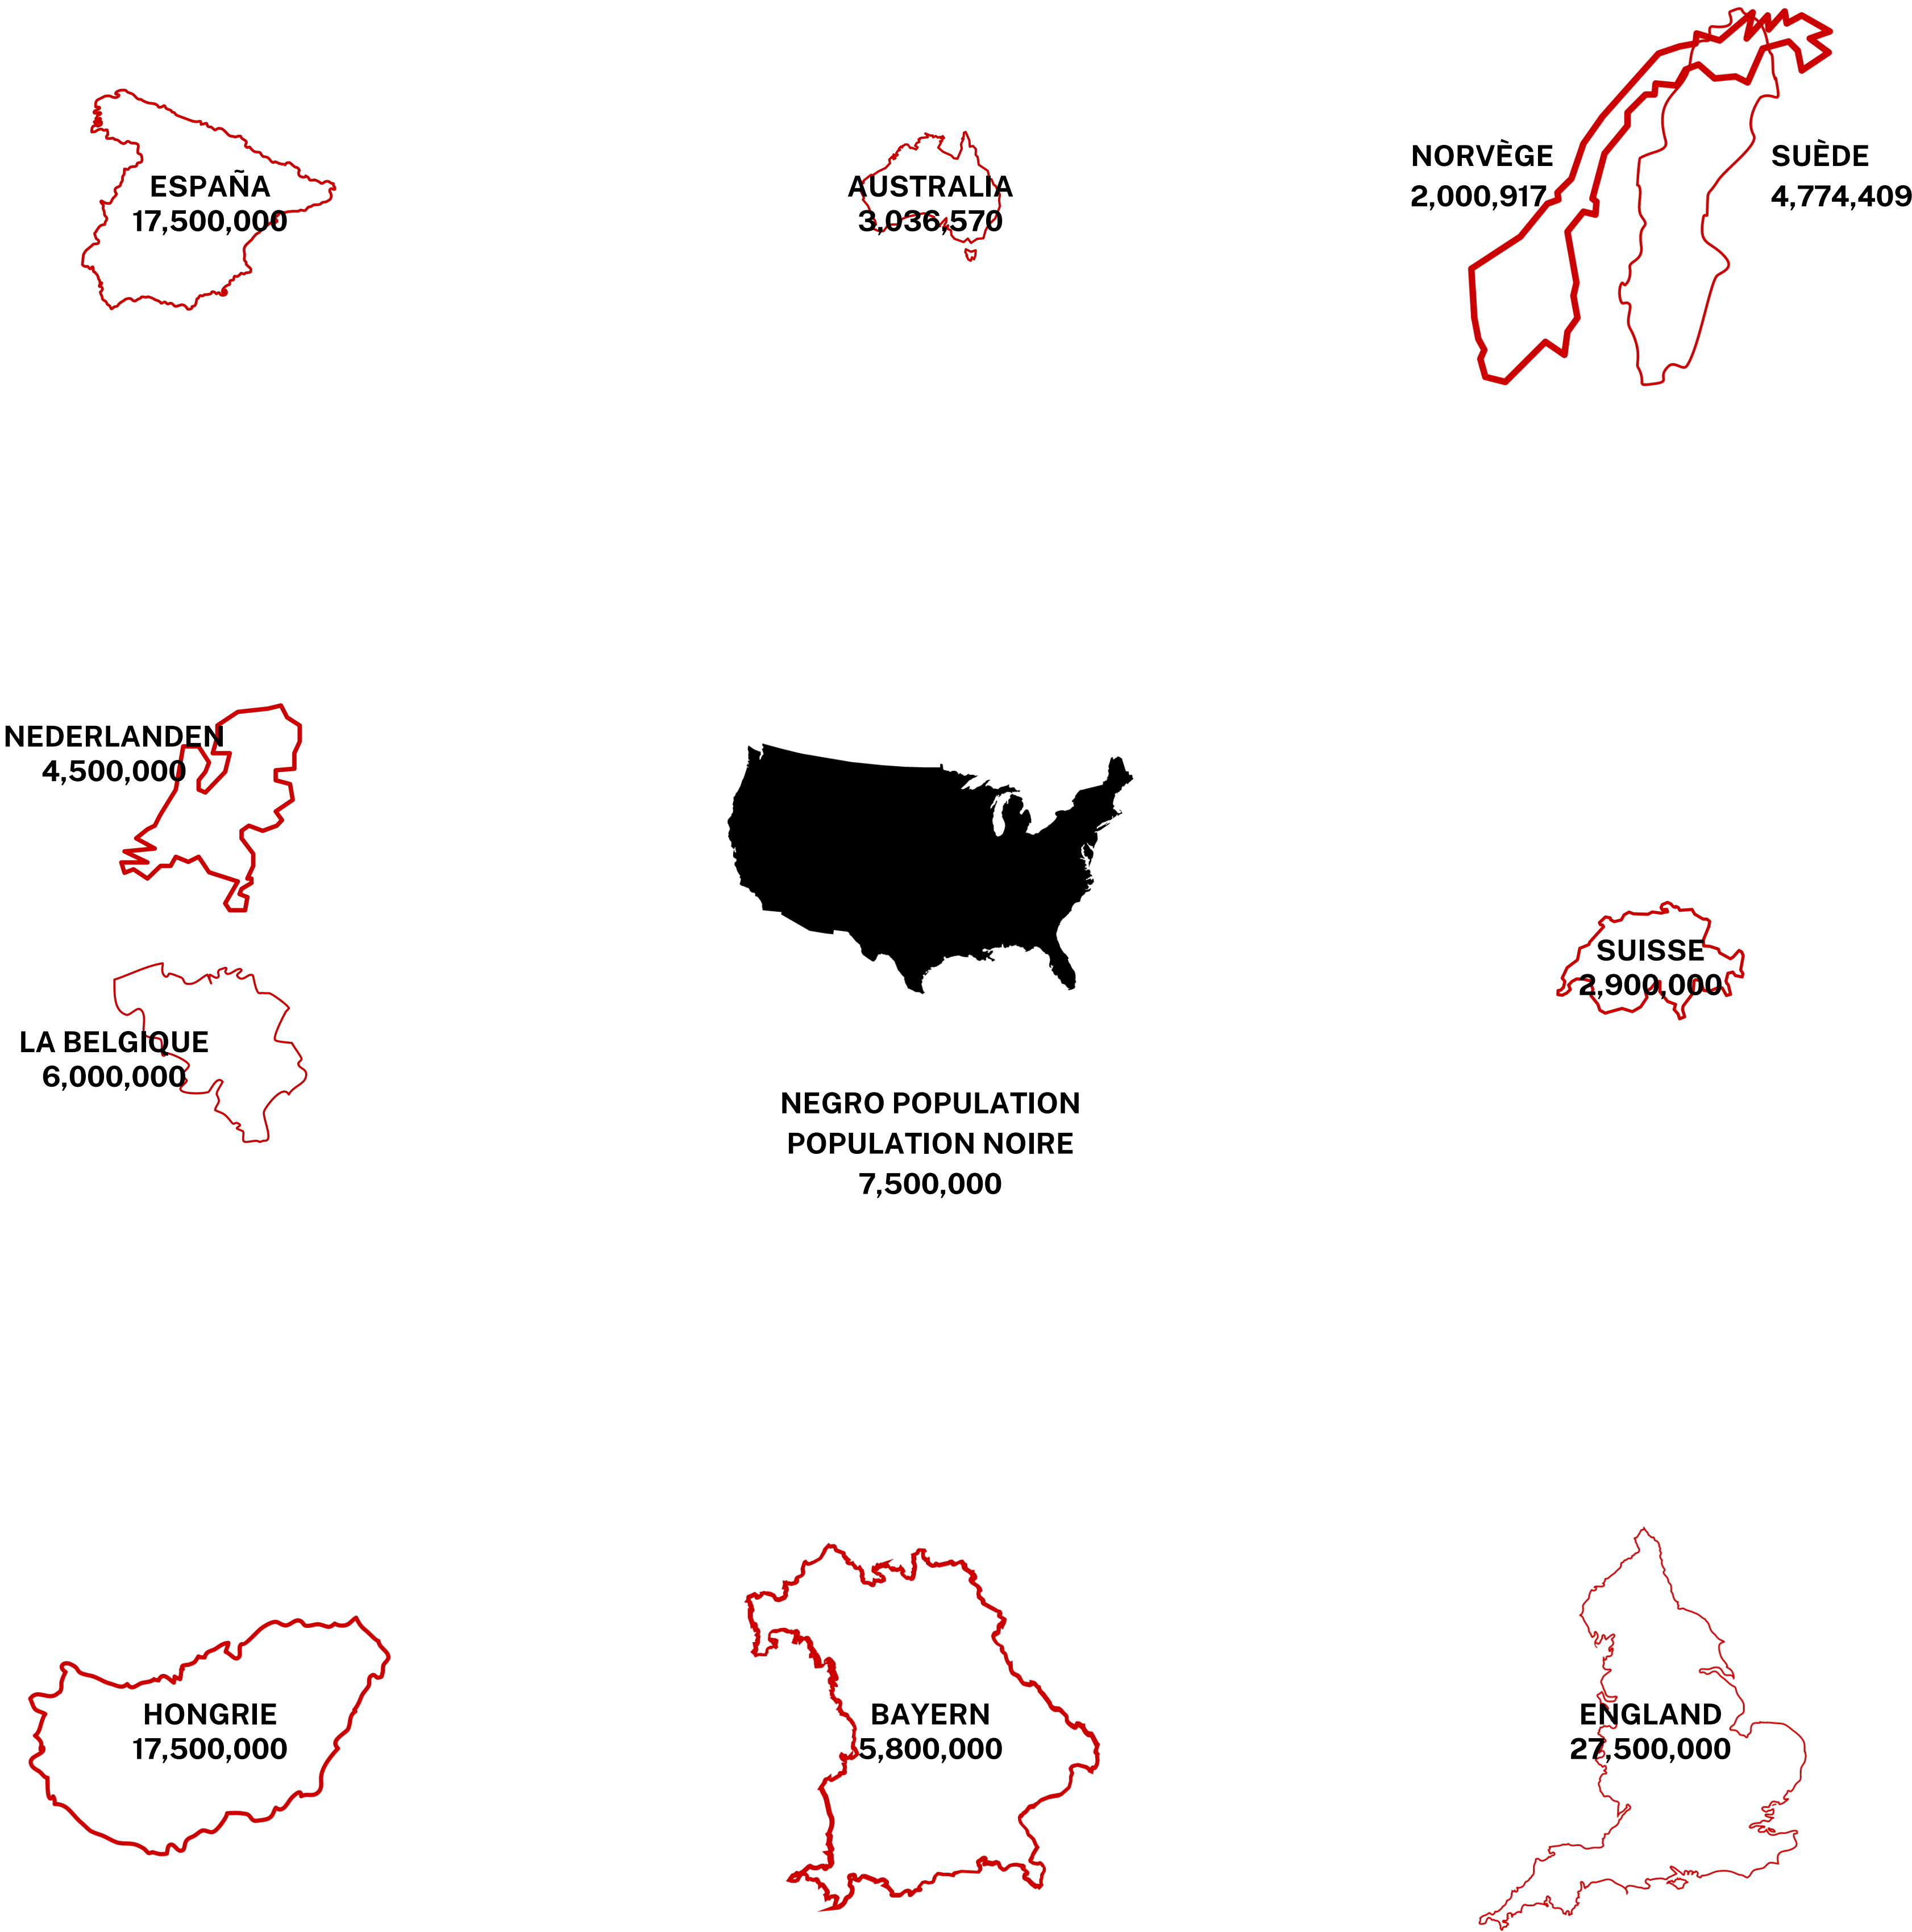 ESPAÑA
17,500,000
AUSTRALIA
3,036,570
NORVÈGE
2,000,917
SUÈDE
4,774,409
NEDERLANDEN
4,500,000
LA BELGIQUE
6,000,000
NEGRO POPULATION
POPULATION NOIRE
7,500,000
SUISSE
2,900,000
HONGRIE
17,500,000
BAYERN
5,800,000
ENGLAND
27,500,000